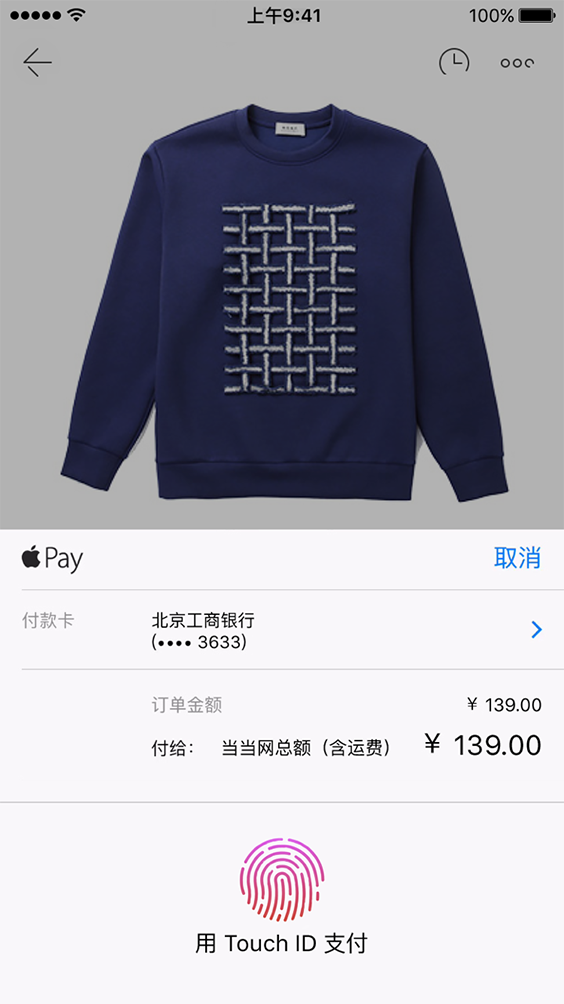 上午9:41
100%
Pay
取消
付款卡
北京工商银行
(•••• 3633)
订单金额
¥ 139.00
付给： 当当网总额（含运费）
¥ 139.00
用 Touch ID 支付